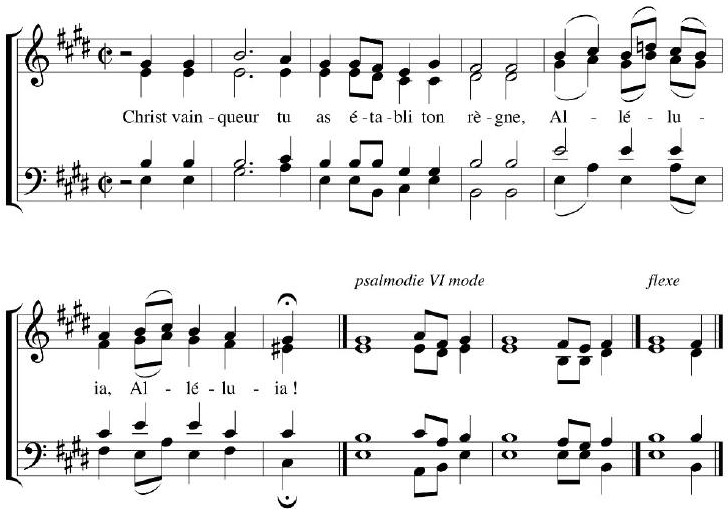 Christ vain-queur tu as é-ta-bli ton rè-gne, Al - lé - lu -
psalmodie VI mode
flexe
ia, Al - lé - lu - ia !